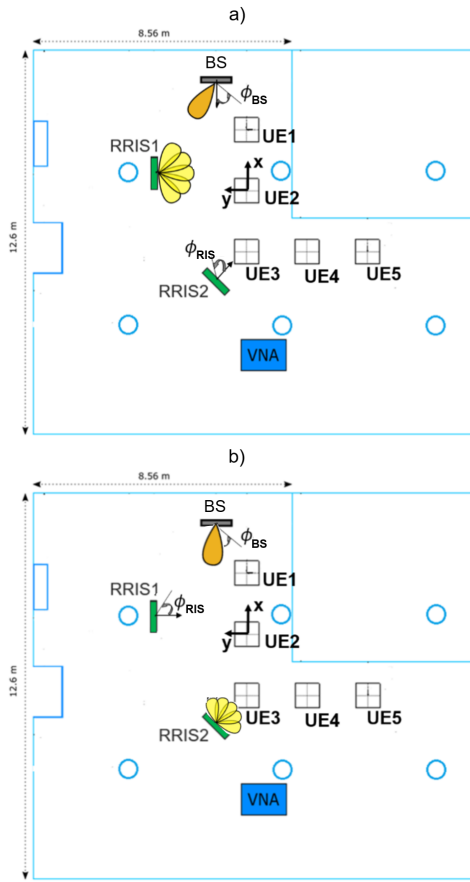 a)
8.56 m
BS
ϕBS
UE1
RRIS1
x
y
UE2
12.6 m
ϕRIS
UE3
UE4
UE5
RRIS2
VNA
b)
8.56 m
BS
ϕBS
UE1
RRIS1
ϕRIS
x
y
UE2
12.6 m
UE3
UE4
UE5
RRIS2
VNA